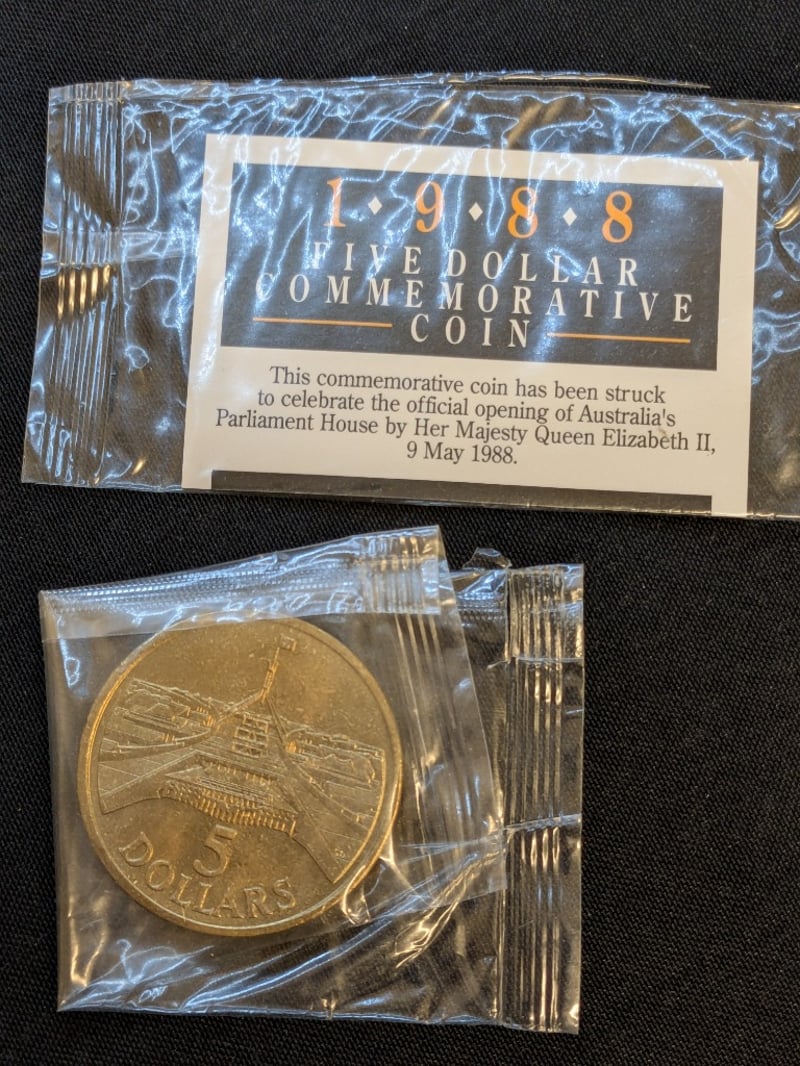 1 ⬥ 9 ⬥ 8 ⬥ 8
FIVE DOLLAR
COMMEMORATIVE
COIN
This commemorative coin has been struck
to celebrate the official opening of Australia's
Parliament House by Her Majesty Queen Elizabeth II,
9 May 1988.
5
DOLLARS